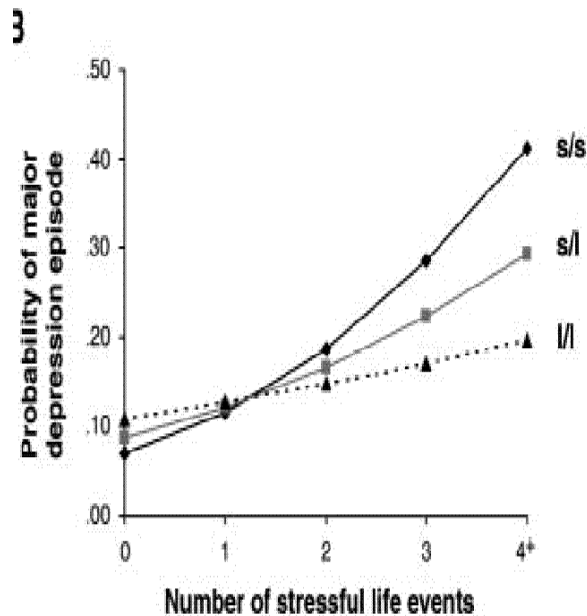 B
.50
.40
.30
.20
.10
.00
Probability of major
depression episode
s/s
s/l
l/l
0 1 2 3 4*
Number of stressful life events